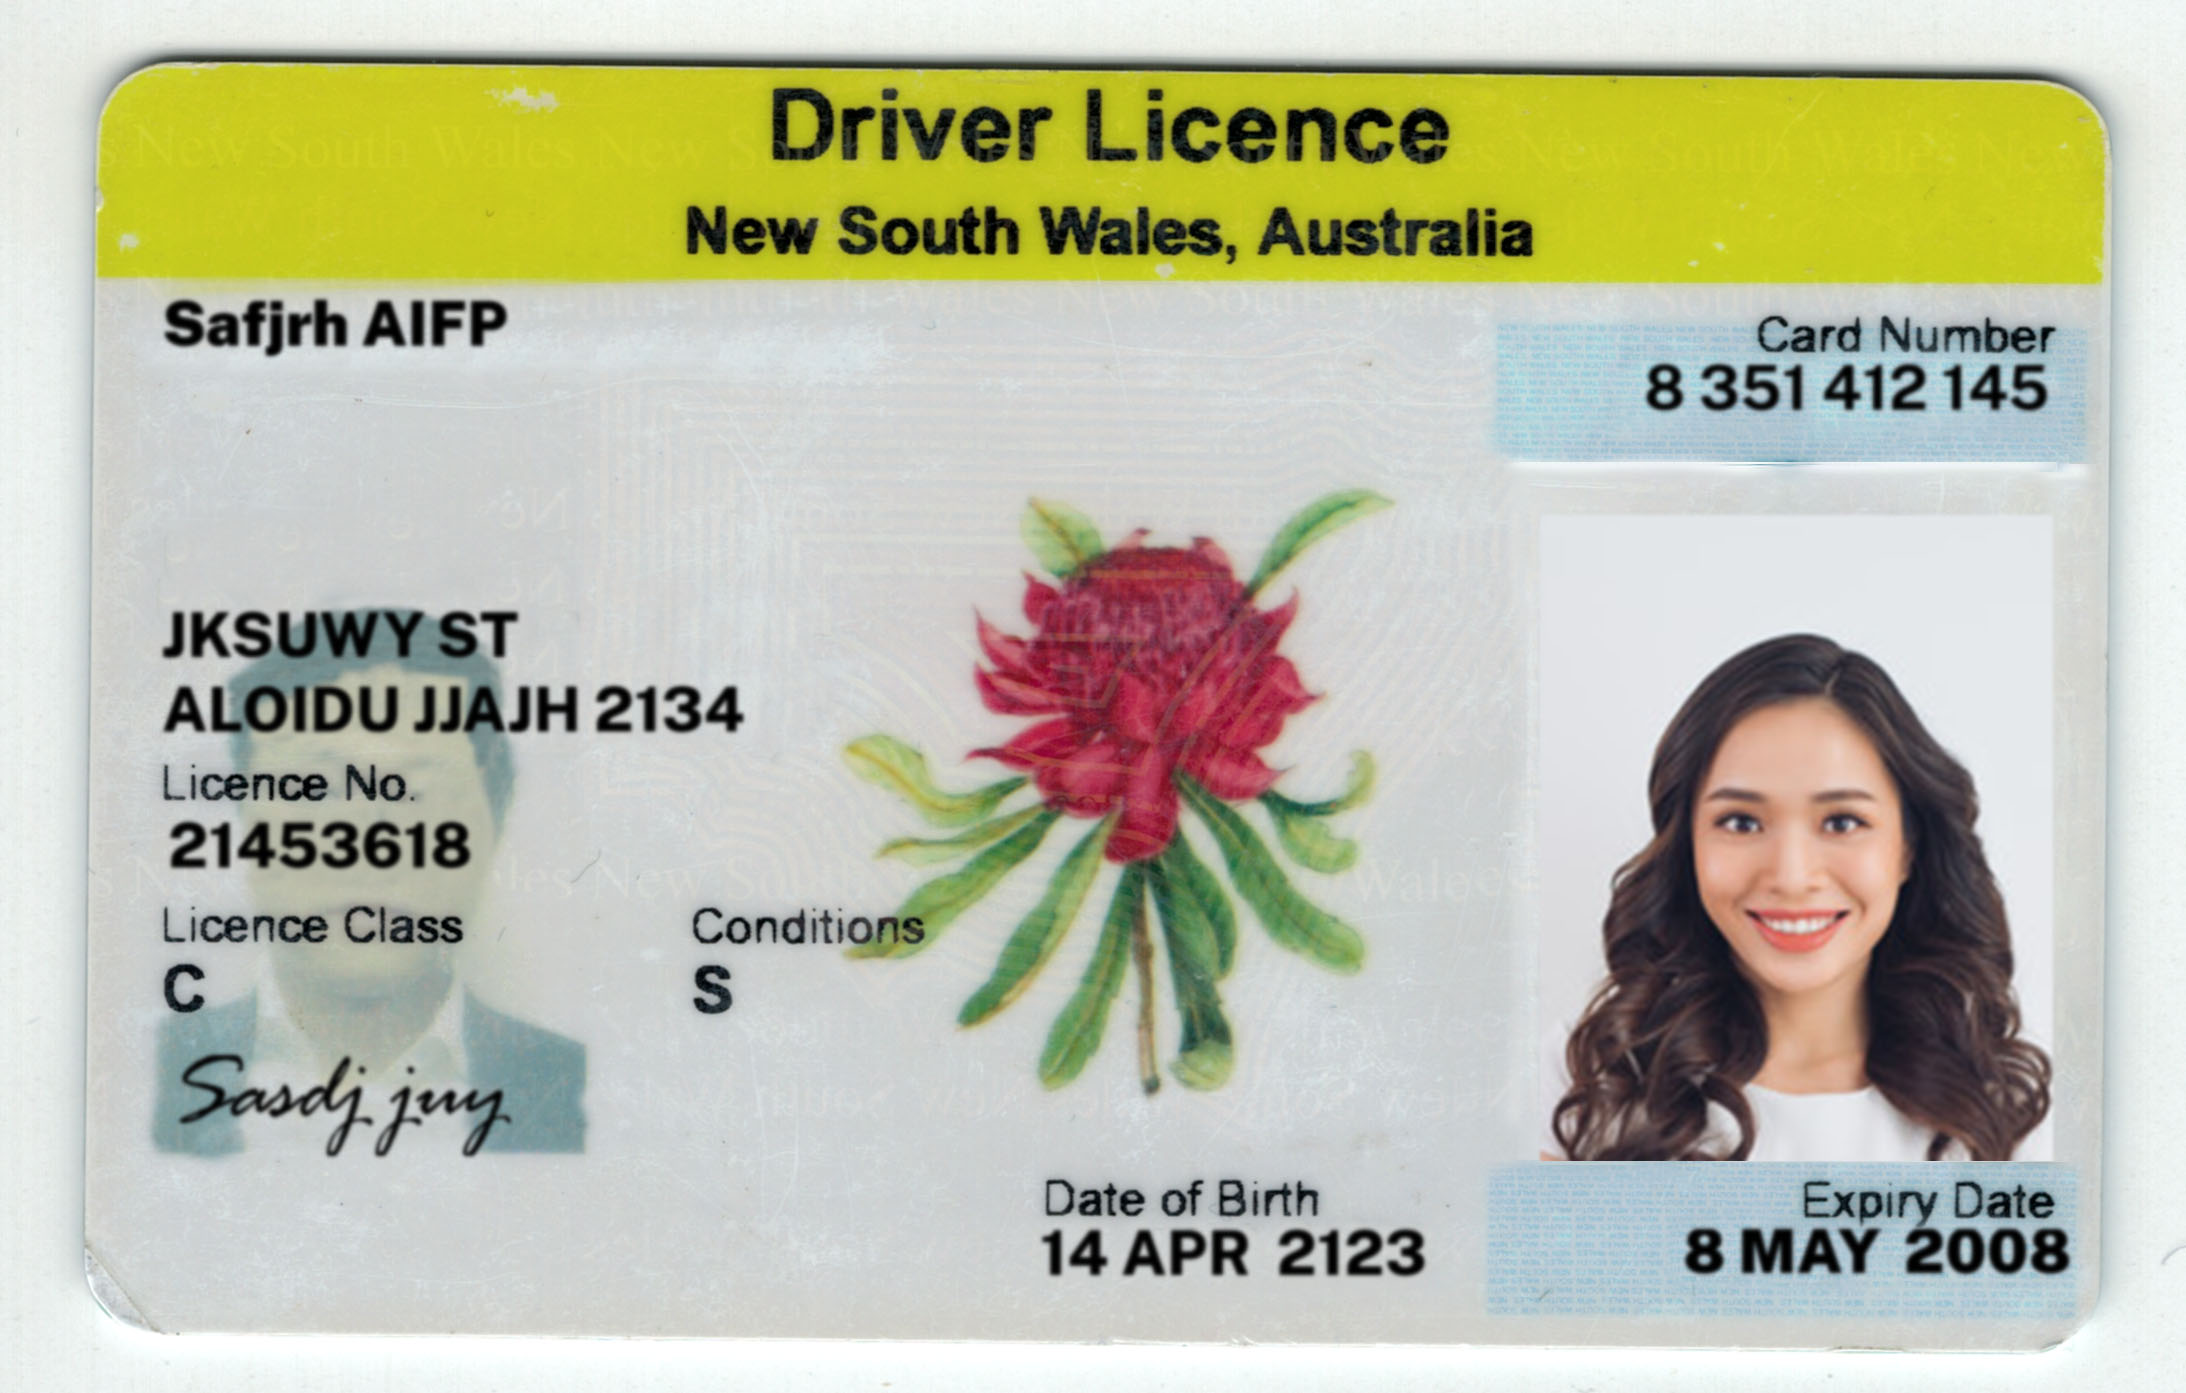 Driver Licence
New South Wales, Australia
Safjrh AIFP
Card Number
8 351 412 145
JKSUWY ST
ALOIDU JJAJH 2134
Licence No.
21453618
Licence Class
Conditions
C
S
Sasdj juy
Date of Birth
14 APR 2123
Expiry Date
8 MAY 2008